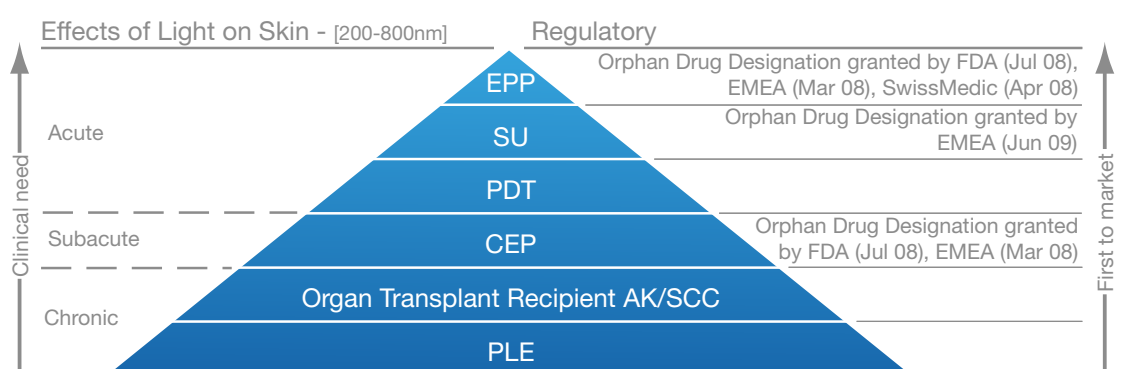 Effects of Light on Skin - [200-800nm]
Regulatory
EPP
Orphan Drug Designation granted by FDA (Jul 08),
EMEA (Mar 08), SwissMedic (Apr 08)
Acute
SU
Orphan Drug Designation granted by
EMEA (Jun 09)
PDT
Clinical need
First to market
Subacute
CEP
Orphan Drug Designation granted
by FDA (Jul 08), EMEA (Mar 08)
Chronic
Organ Transplant Recipient AK/SCC
PLE